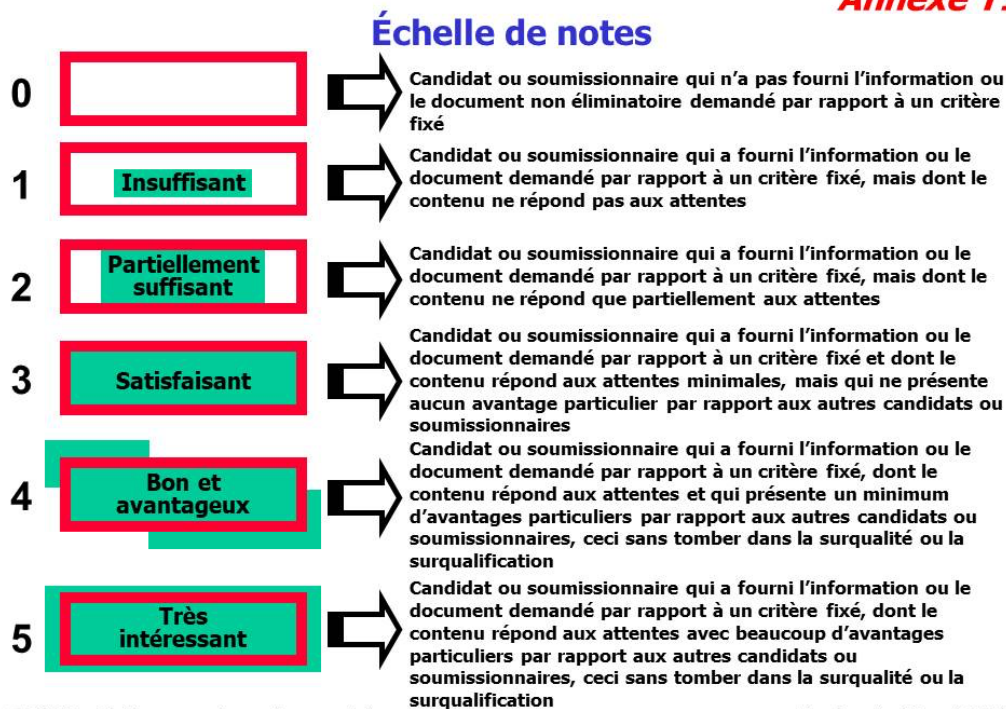 Annexe T
Échelle de notes
0
Candidat ou soumissionnaire qui n'a pas fourni l'information ou
le document non éliminatoire demandé par rapport à un critère
fixé
1
Insuffisant
Candidat ou soumissionnaire qui a fourni l'information ou le
document demandé par rapport à un critère fixé, mais dont le
contenu ne répond pas aux attentes
2
Partiellement
suffisant
Candidat ou soumissionnaire qui a fourni l'information ou le
document demandé par rapport à un critère fixé, mais dont le
contenu ne répond que partiellement aux attentes
3
Satisfaisant
Candidat ou soumissionnaire qui a fourni l'information ou le
document demandé par rapport à un critère fixé et dont le
contenu répond aux attentes minimales, mais qui ne présente
aucun avantage particulier par rapport aux autres candidats ou
soumissionnaires
4
Bon et
avantageux
Candidat ou soumissionnaire qui a fourni l'information ou le
document demandé par rapport à un critère fixé, dont le
contenu répond aux attentes et qui présente un minimum
d'avantages particuliers par rapport aux autres candidats ou
soumissionnaires, ceci sans tomber dans la surqualité ou la
surqualification
5
Très
intéressant
Candidat ou soumissionnaire qui a fourni l'information ou le
document demandé par rapport à un critère fixé, dont le
contenu répond aux attentes avec beaucoup d'avantages
particuliers par rapport aux autres candidats ou
soumissionnaires, ceci sans tomber dans la surqualité ou la
surqualification